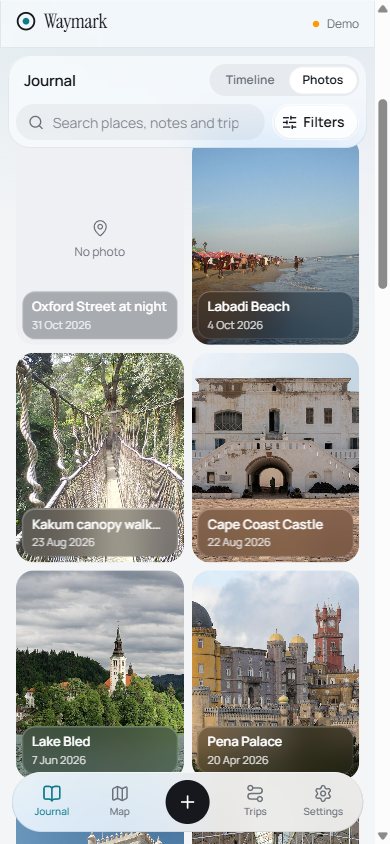 Waymark
Demo
Journal
Timeline
Photos
Search places, notes and trip
Filters
No photo
Oxford Street at night
31 Oct 2026
Labadi Beach
4 Oct 2026
Kakum canopy walk...
23 Aug 2026
Cape Coast Castle
22 Aug 2026
Lake Bled
7 Jun 2026
Pena Palace
20 Apr 2026
Journal
Map
Trips
Settings